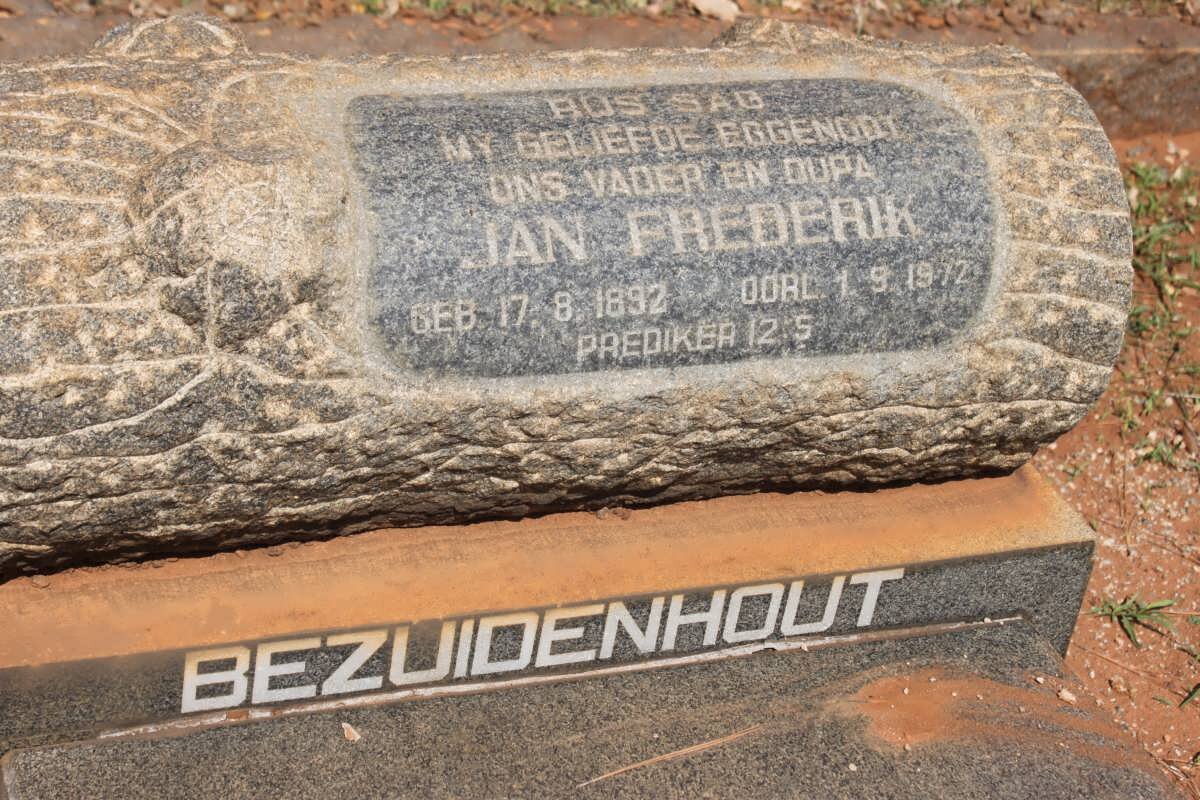 RUS SAG
MY GELIEFDE EGGENOOT
ONS VADER EN OUPA
JAN FREDERIK
GEB. 17. 8. 1892 OORL. 1. 9. 1972
PREDIKER 12:5
BEZUIDENHOUT